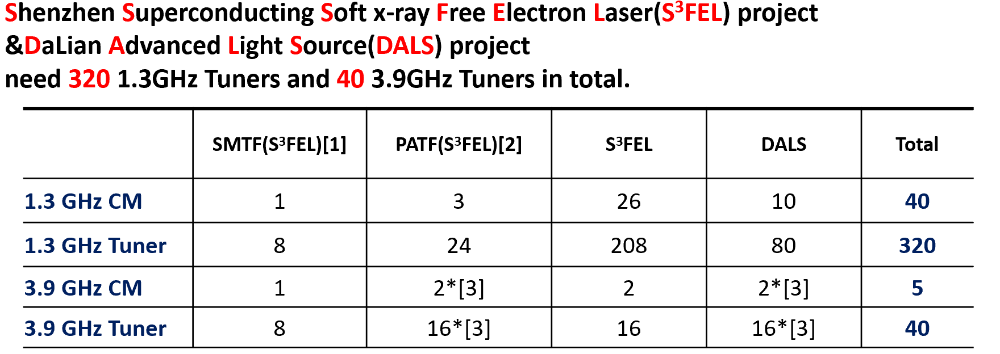 Shenzhen Superconducting Soft x-ray Free Electron Laser(S³FEL) project
&DaLian Advanced Light Source(DALS) project
need 320 1.3GHz Tuners and 40 3.9GHz Tuners in total.
SMTF(S³FEL)[1] PATF(S³FEL)[2] S³FEL DALS Total
1.3 GHz CM 1 3 26 10 40
1.3 GHz Tuner 8 24 208 80 320
3.9 GHz CM 1 2*[3] 2 2*[3] 5
3.9 GHz Tuner 8 16*[3] 16 16*[3] 40